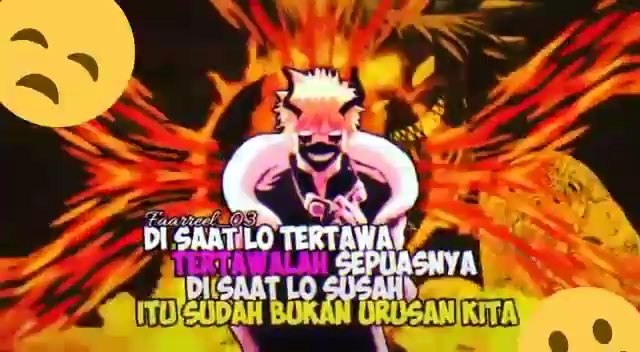 Faarreel_03
DI SAAT LO TERTAWA
TERTAWALAH SEPUASNYA
DI SAAT LO SUSAH
ITU SUDAH BUKAN URUSAN KITA